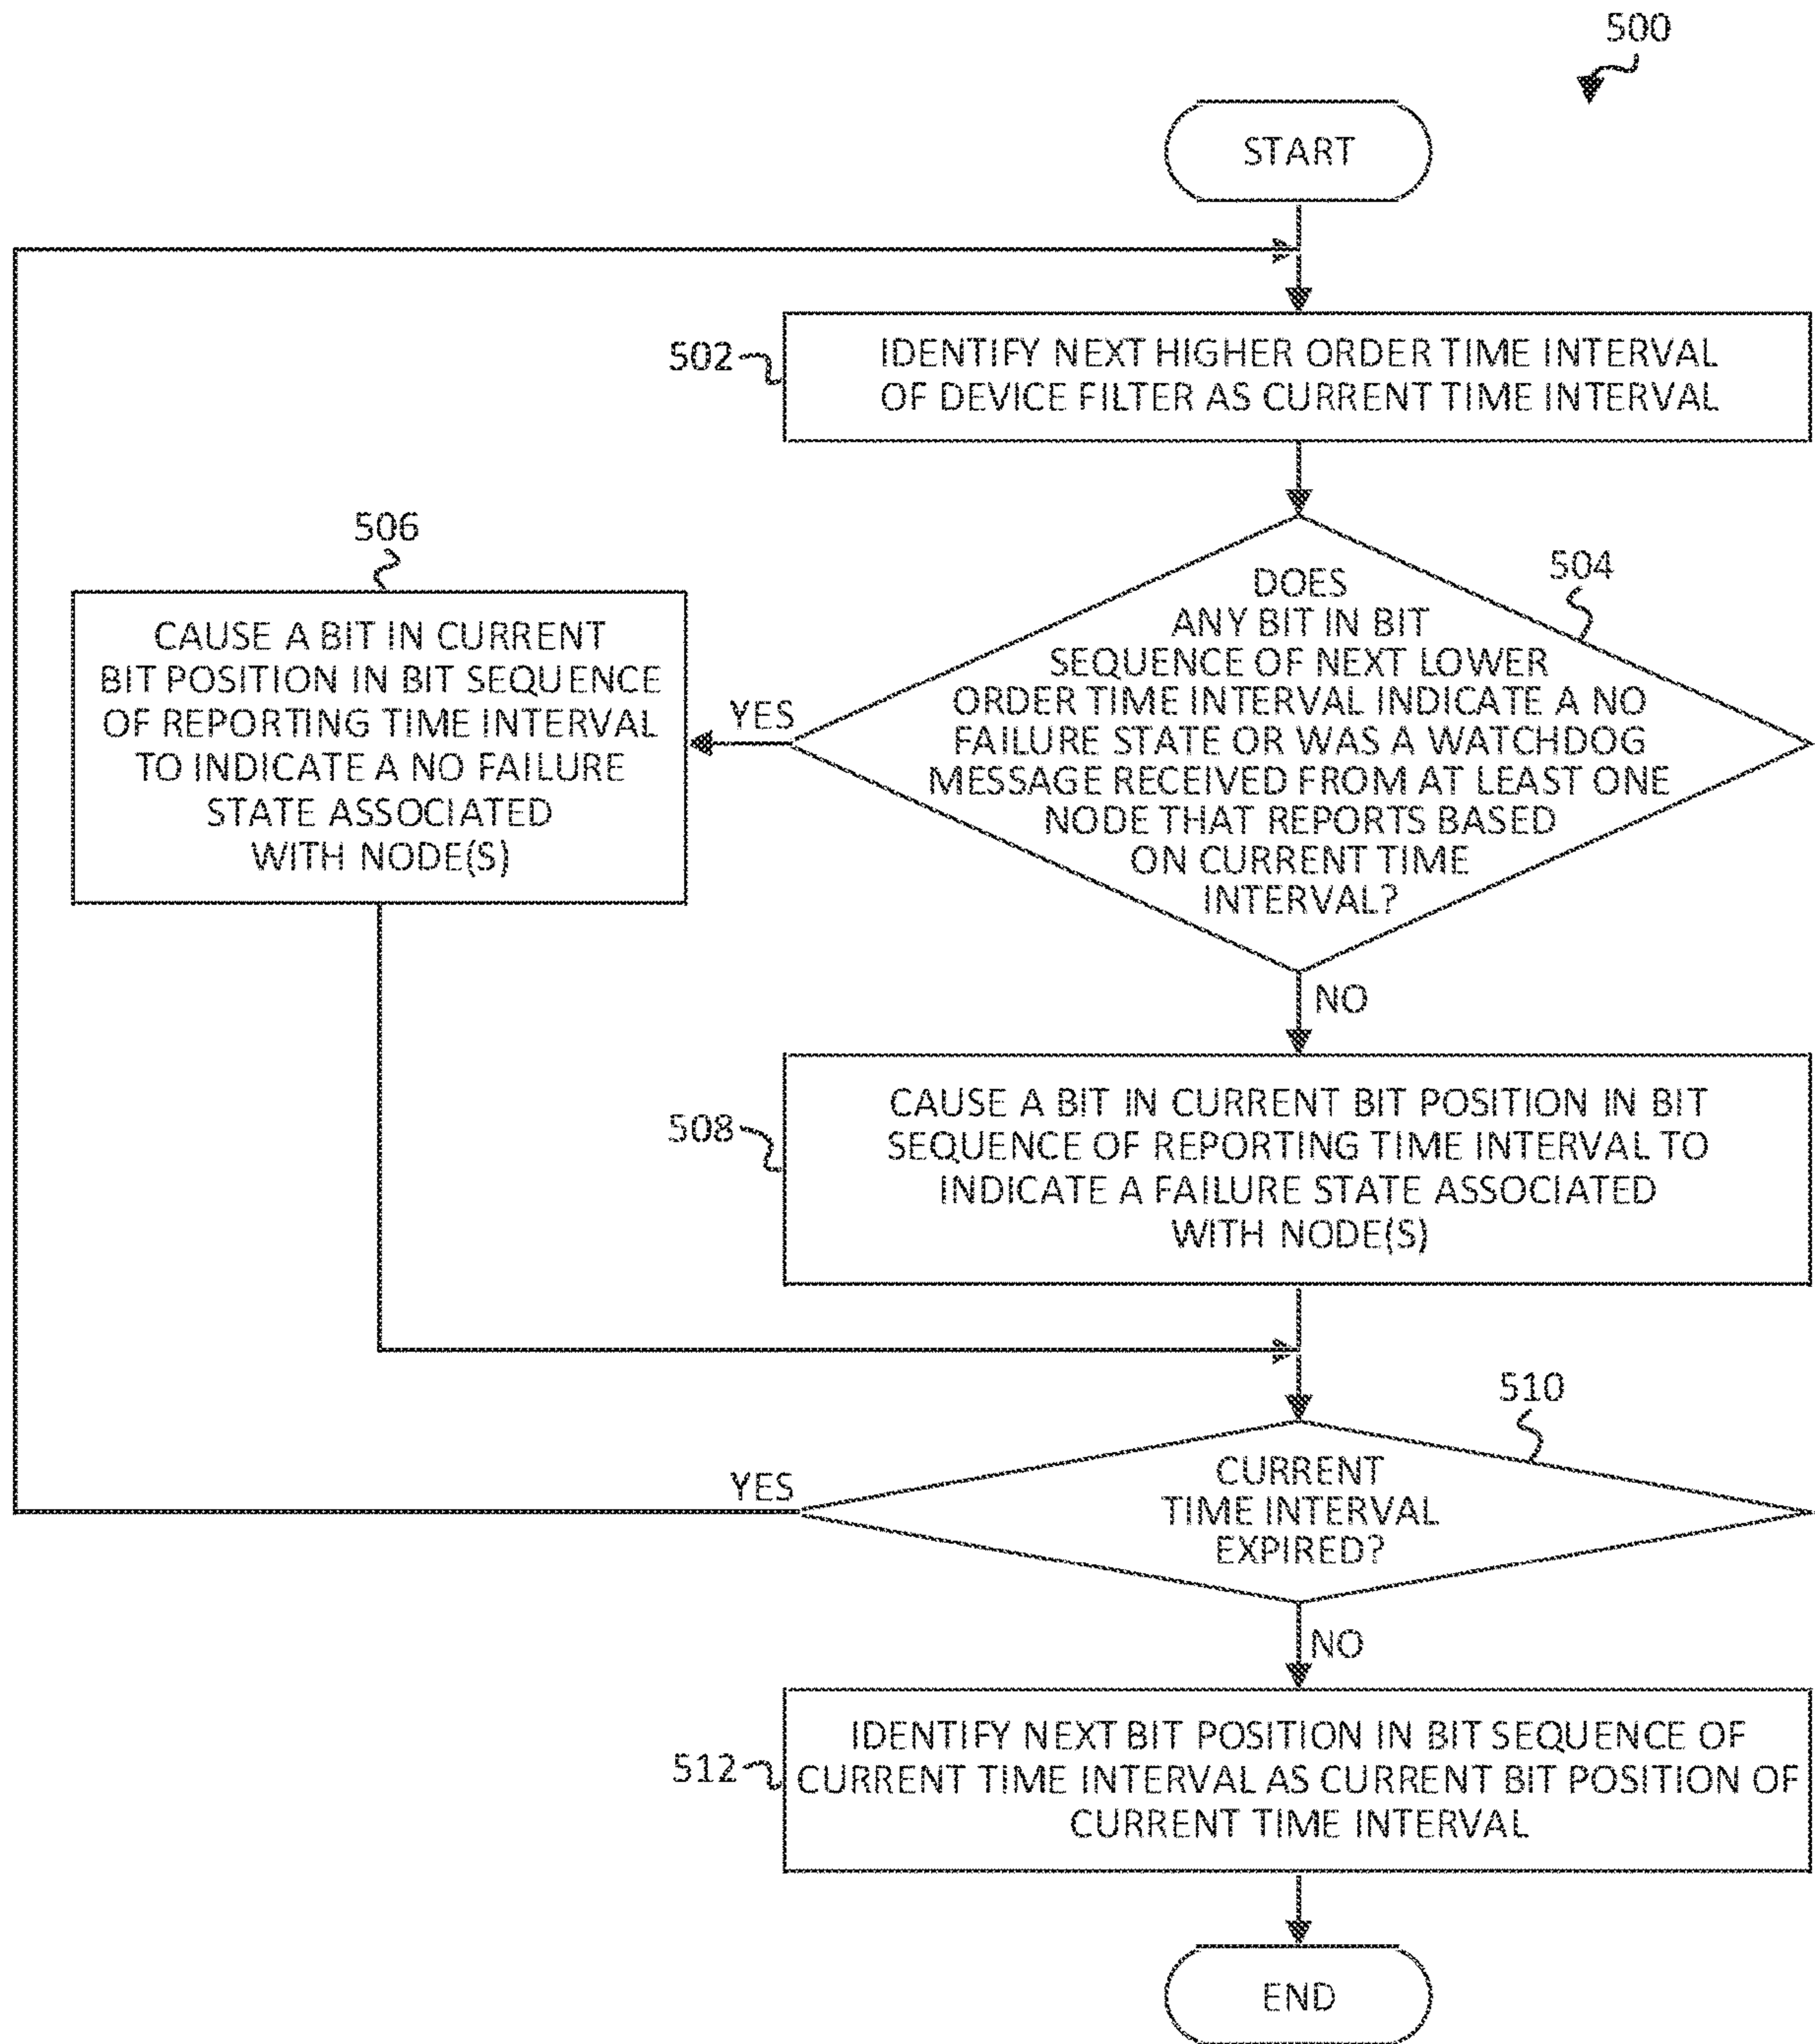 500
START
502
IDENTIFY NEXT HIGHER ORDER TIME INTERVAL
OF DEVICE FILTER AS CURRENT TIME INTERVAL
504
DOES
ANY BIT IN BIT
SEQUENCE OF NEXT LOWER
ORDER TIME INTERVAL INDICATE A NO
FAILURE STATE OR WAS A WATCHDOG
MESSAGE RECEIVED FROM AT LEAST ONE
NODE THAT REPORTS BASED
ON CURRENT TIME
INTERVAL?
YES
506
CAUSE A BIT IN CURRENT
BIT POSITION IN BIT SEQUENCE
OF REPORTING TIME INTERVAL
TO INDICATE A NO FAILURE
STATE ASSOCIATED
WITH NODE(S)
NO
508
CAUSE A BIT IN CURRENT BIT POSITION IN BIT
SEQUENCE OF REPORTING TIME INTERVAL TO
INDICATE A FAILURE STATE ASSOCIATED
WITH NODE(S)
510
CURRENT
TIME INTERVAL
EXPIRED?
YES
NO
512
IDENTIFY NEXT BIT POSITION IN BIT SEQUENCE OF
CURRENT TIME INTERVAL AS CURRENT BIT POSITION OF
CURRENT TIME INTERVAL
END